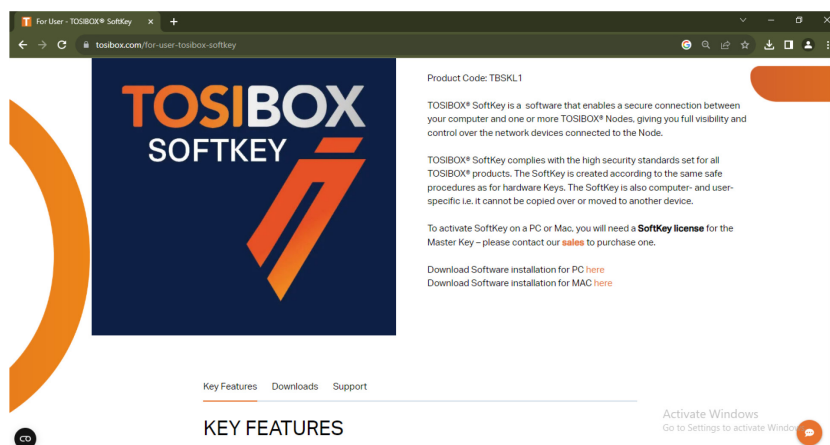 For User - TOSIBOX® SoftKey
tosibox.com/for-user-tosibox-softkey
TOSIBOX
SOFTKEY
Product Code: TBSKL1
TOSIBOX® SoftKey is a software that enables a secure connection between
your computer and one or more TOSIBOX® Nodes, giving you full visibility and
control over the network devices connected to the Node.
TOSIBOX® SoftKey complies with the high security standards set for all
TOSIBOX® products. The SoftKey is created according to the same safe
procedures as for hardware Keys. The SoftKey is also computer- and user-
specific i.e. it cannot be copied over or moved to another device.
To activate SoftKey on a PC or Mac, you will need a SoftKey license for the
Master Key – please contact our sales to purchase one.
Download Software installation for PC here
Download Software installation for MAC here
Key Features Downloads Support
KEY FEATURES
Activate Windows
Go to Settings to activate Windo